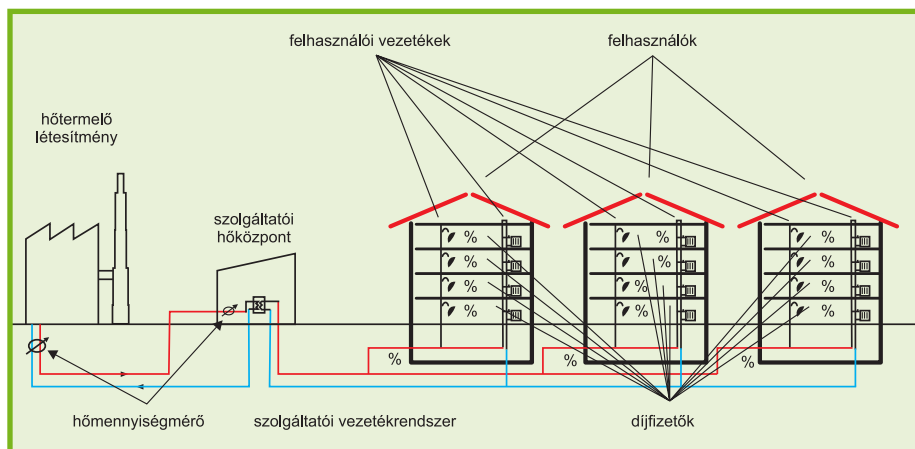 felhasználói vezetékek
felhasználók
hőtermelő
létesítmény
szolgáltatói
hőközpont
% % %
% % %
% % %
% % %
% % %
hőmennyiségmérő
szolgáltatói vezetékrendszer
díjfizetők